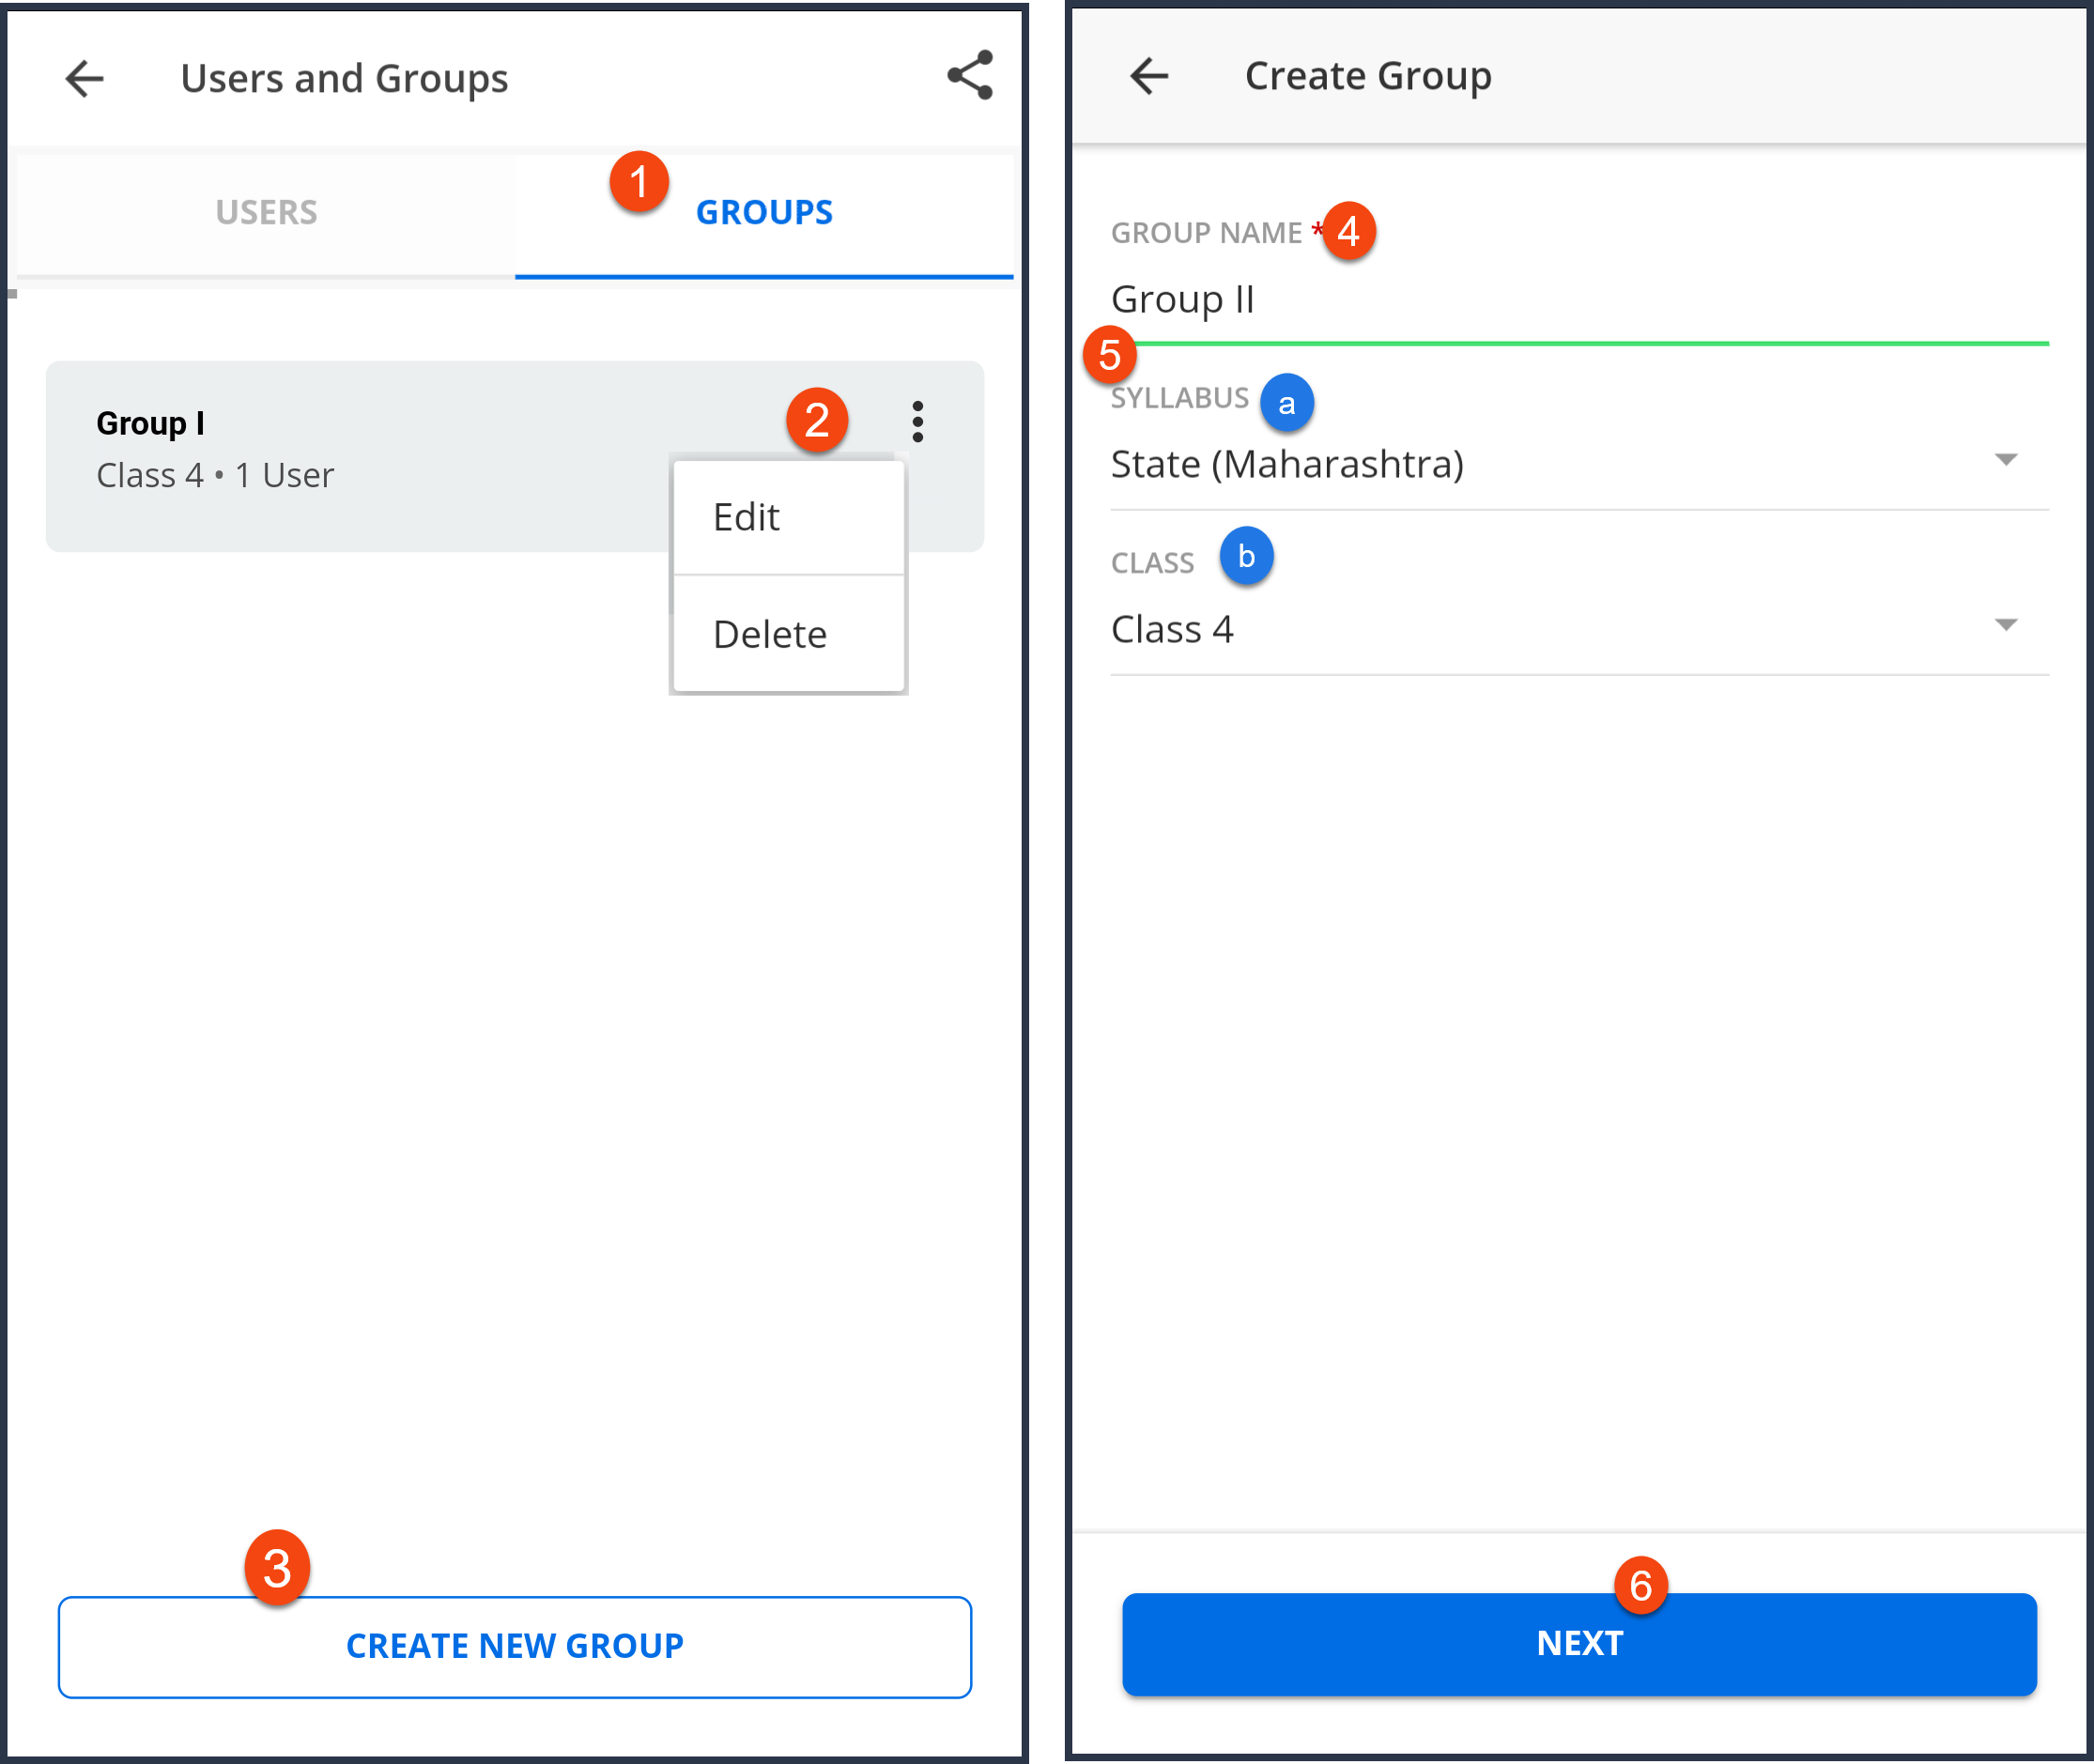 Users and Groups
USERS
1
GROUPS
Group I
2
Class 4 • 1 User
Edit
Delete
3
CREATE NEW GROUP
Create Group
GROUP NAME * 4
Group II
5
SYLLABUS a
State (Maharashtra)
CLASS b
Class 4
6
NEXT